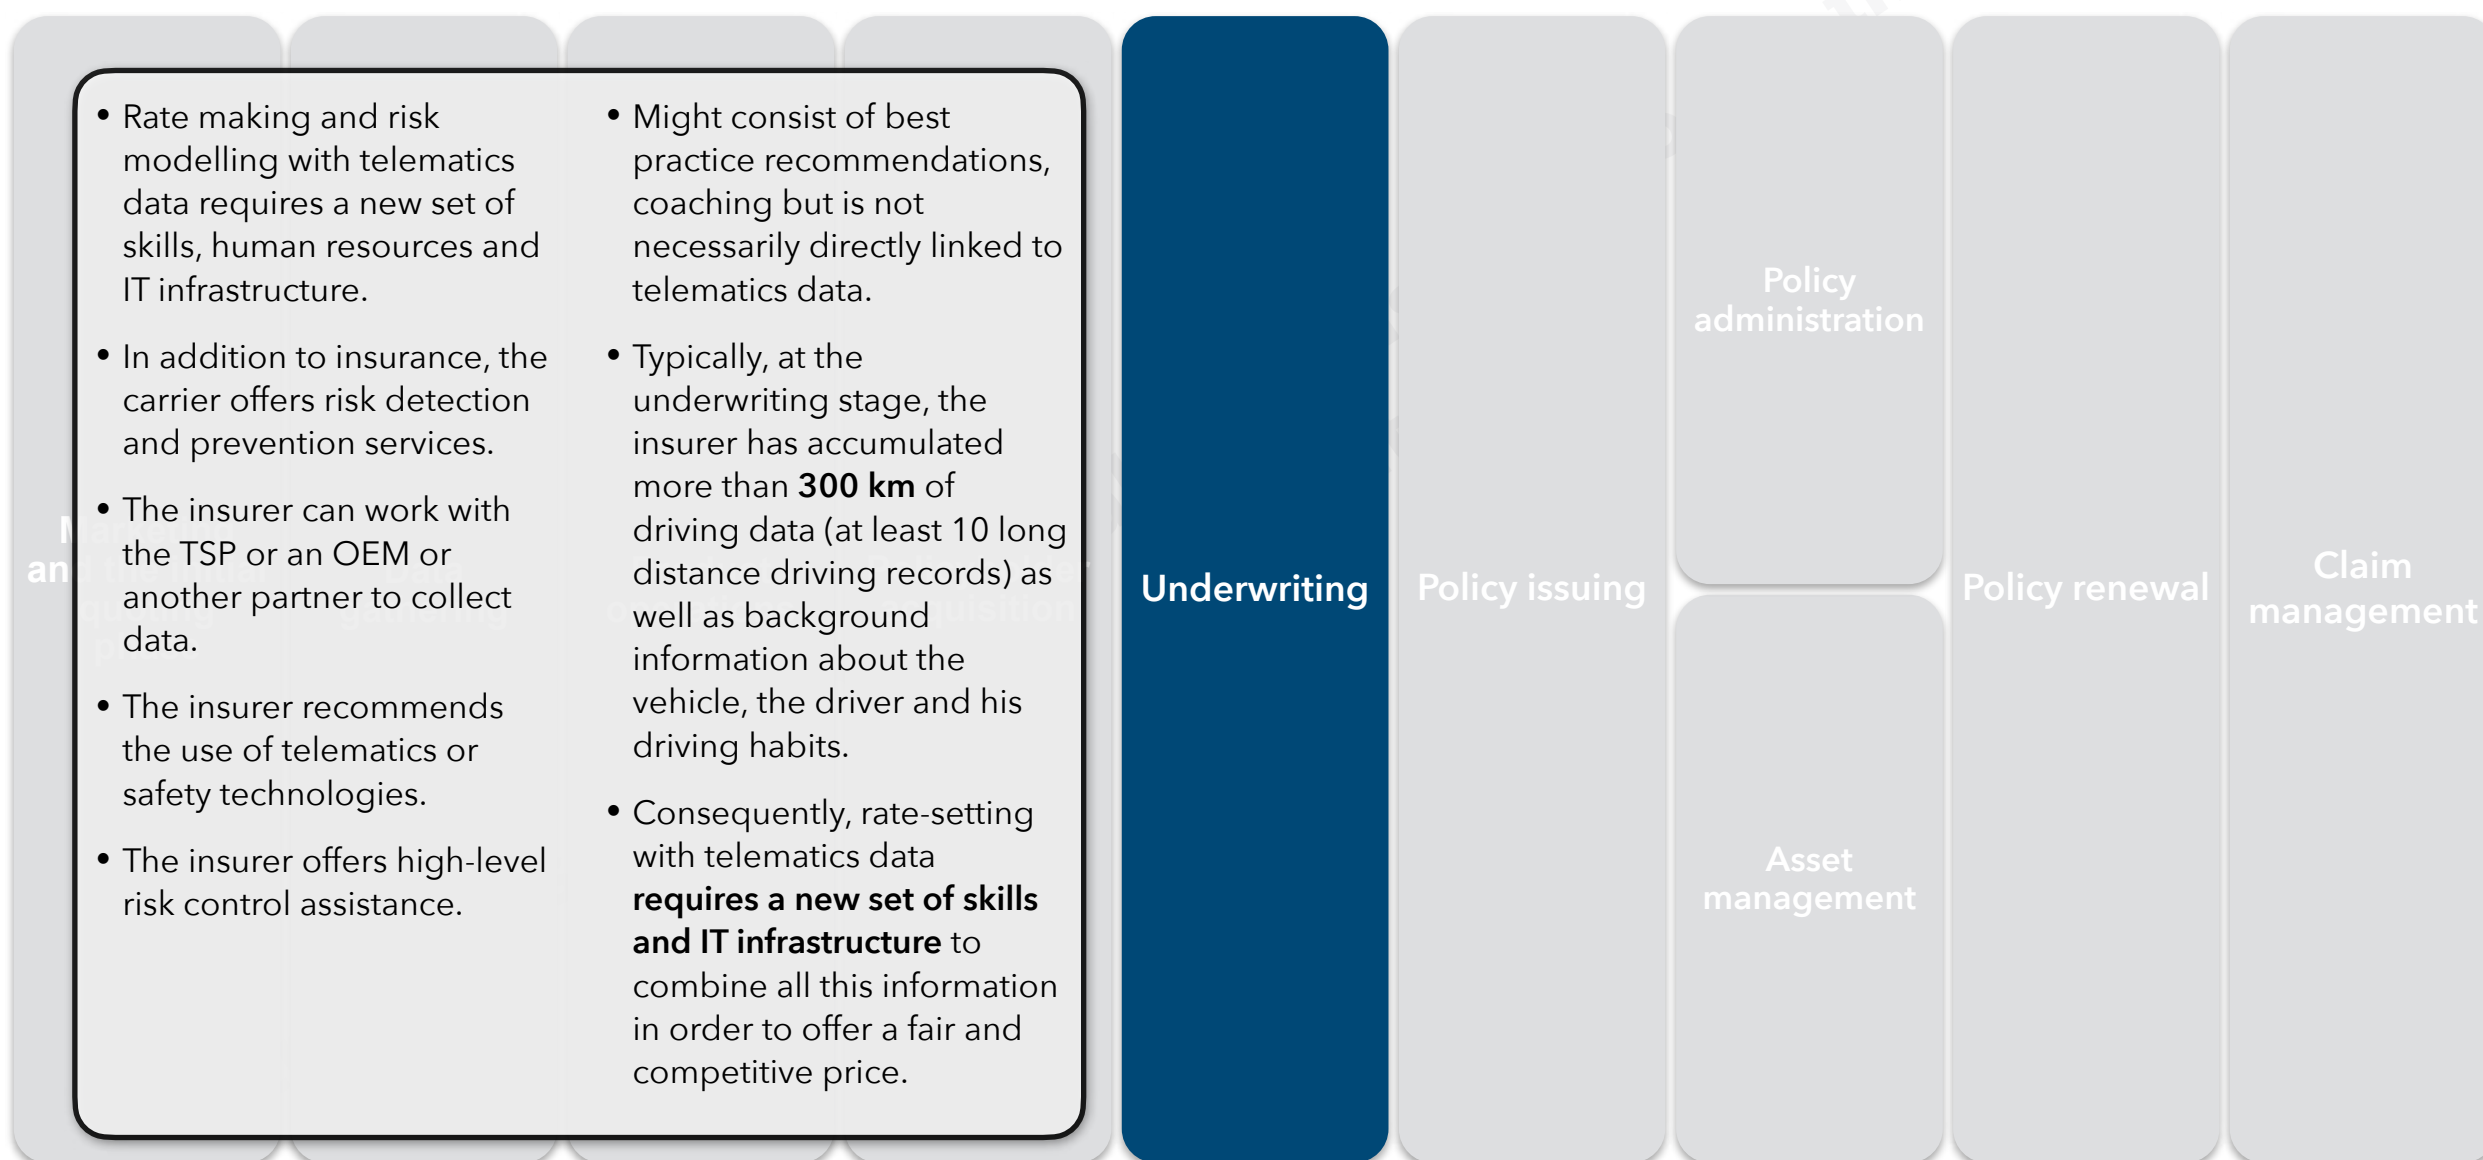 • Rate making and risk
modelling with telematics
data requires a new set of
skills, human resources and
IT infrastructure.
• In addition to insurance, the
carrier offers risk detection
and prevention services.
• The insurer can work with
the TSP or an OEM or
another partner to collect
data.
• The insurer recommends
the use of telematics or
safety technologies.
• The insurer offers high-level
risk control assistance.
• Might consist of best
practice recommendations,
coaching but is not
necessarily directly linked to
telematics data.
• Typically, at the
underwriting stage, the
insurer has accumulated
more than 300 km of
driving data (at least 10 long
distance driving records) as
well as background
information about the
vehicle, the driver and his
driving habits.
• Consequently, rate-setting
with telematics data
requires a new set of skills
and IT infrastructure to
combine all this information
in order to offer a fair and
competitive price.
Underwriting
Policy issuing
Policy
administration
Asset
management
Policy renewal
Claim
management